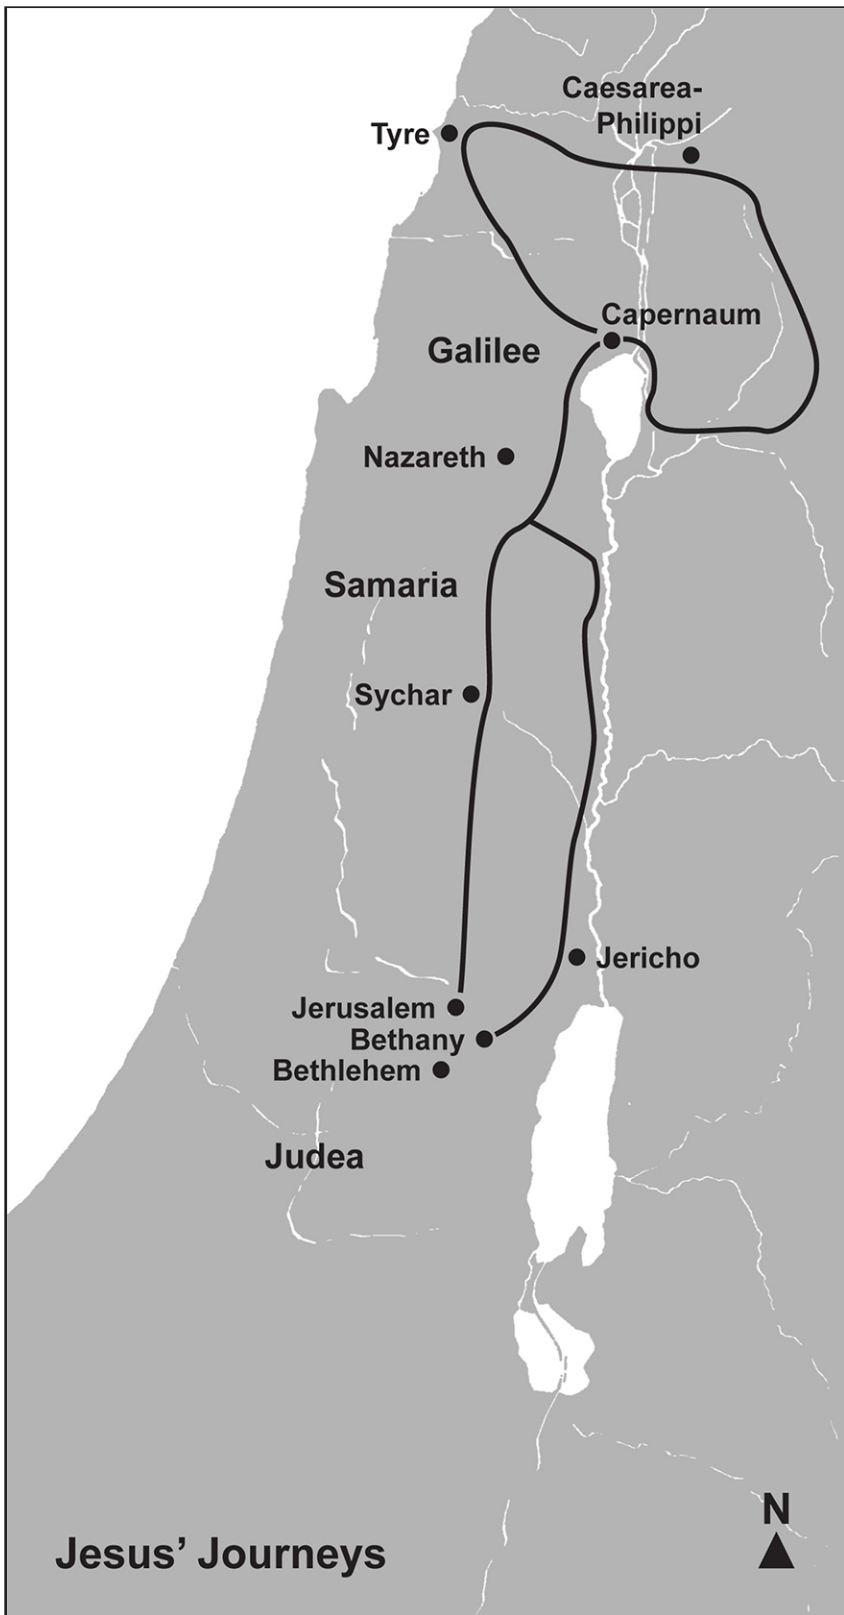 Caesarea-
Philippi
Tyre
Capernaum
Galilee
Nazareth
Samaria
Sychar
Jericho
Jerusalem
Bethany
Bethlehem
Judea
N
Jesus’ Journeys